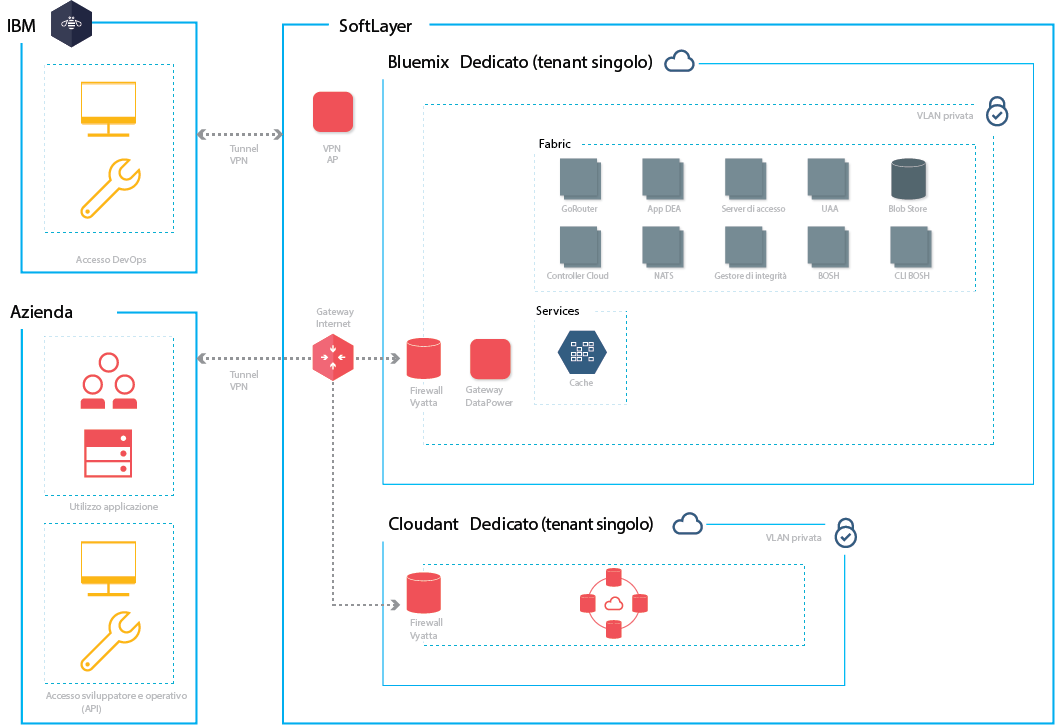 IBM
Accesso DevOps
Tunnel
VPN
Azienda
Utilizzo applicazione
Accesso sviluppatore e operativo
(API)
Tunnel
VPN
SoftLayer
VPN
AP
Gateway
Internet
Bluemix Dedicato (tenant singolo)
VLAN privata
Fabric
GoRouter
App DEA
Server di accesso
UAA
Blob Store
Controller Cloud
NATS
Gestore di integrità
BOSH
CLI BOSH
Services
Cache
Firewall
Vyatta
Gateway
DataPower
Cloudant Dedicato (tenant singolo)
VLAN privata
Firewall
Vyatta